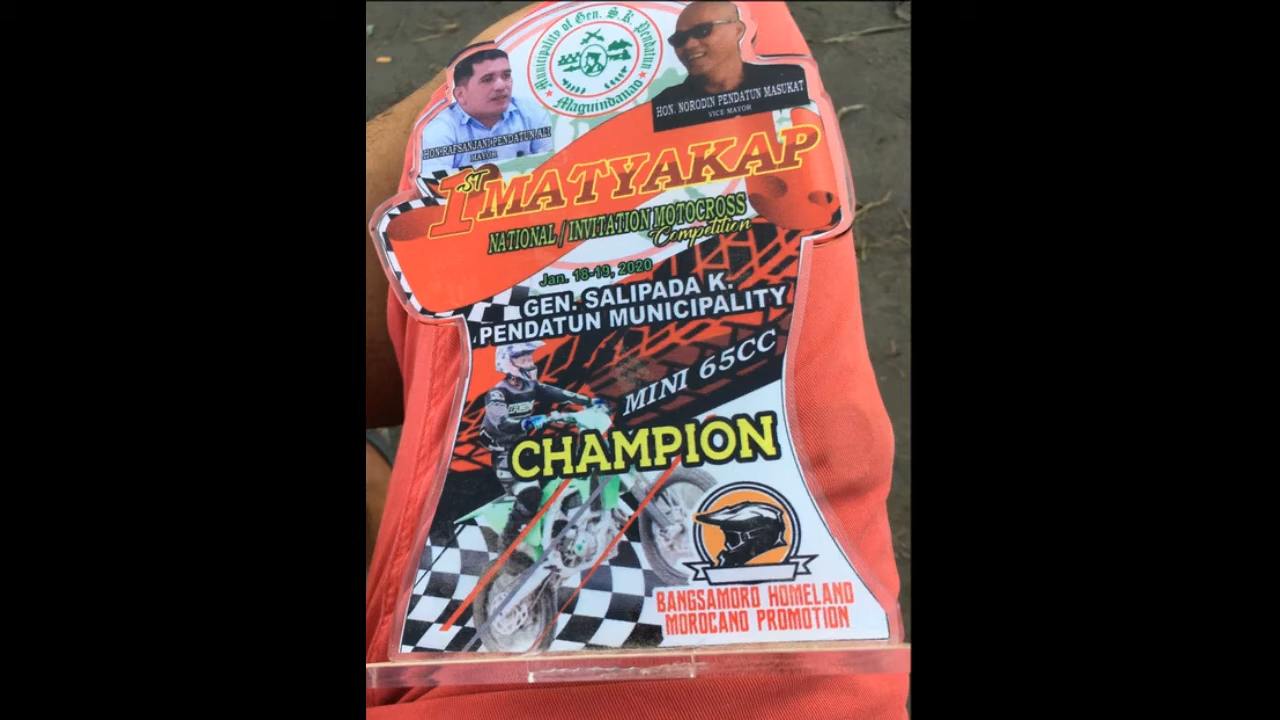 Municipality of Gen. S.K. Pendatun
Maguindanao
HON. RAFSANJANI PENDATUN ALI
MAYOR
HON. NORODIN PENDATUN MASUKAT
VICE MAYOR
1ST MATYAKAP
NATIONAL / INVITATION MOTOCROSS
Competition
Jan. 18-19, 2020
GEN. SALIPADA K.
PENDATUN MUNICIPALITY
MINI 65CC
CHAMPION
BANGSAMORO HOMELAND
MOROCANO PROMOTION